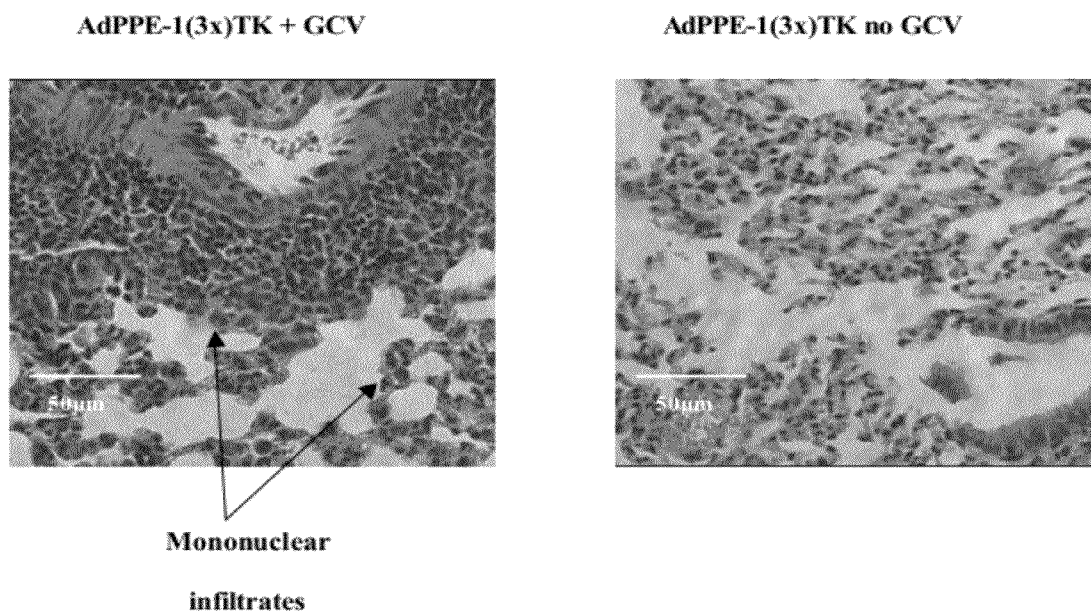 AdPPE-1(3x)TK + GCV
AdPPE-1(3x)TK no GCV
50μm
50μm
Mononuclear
infiltrates